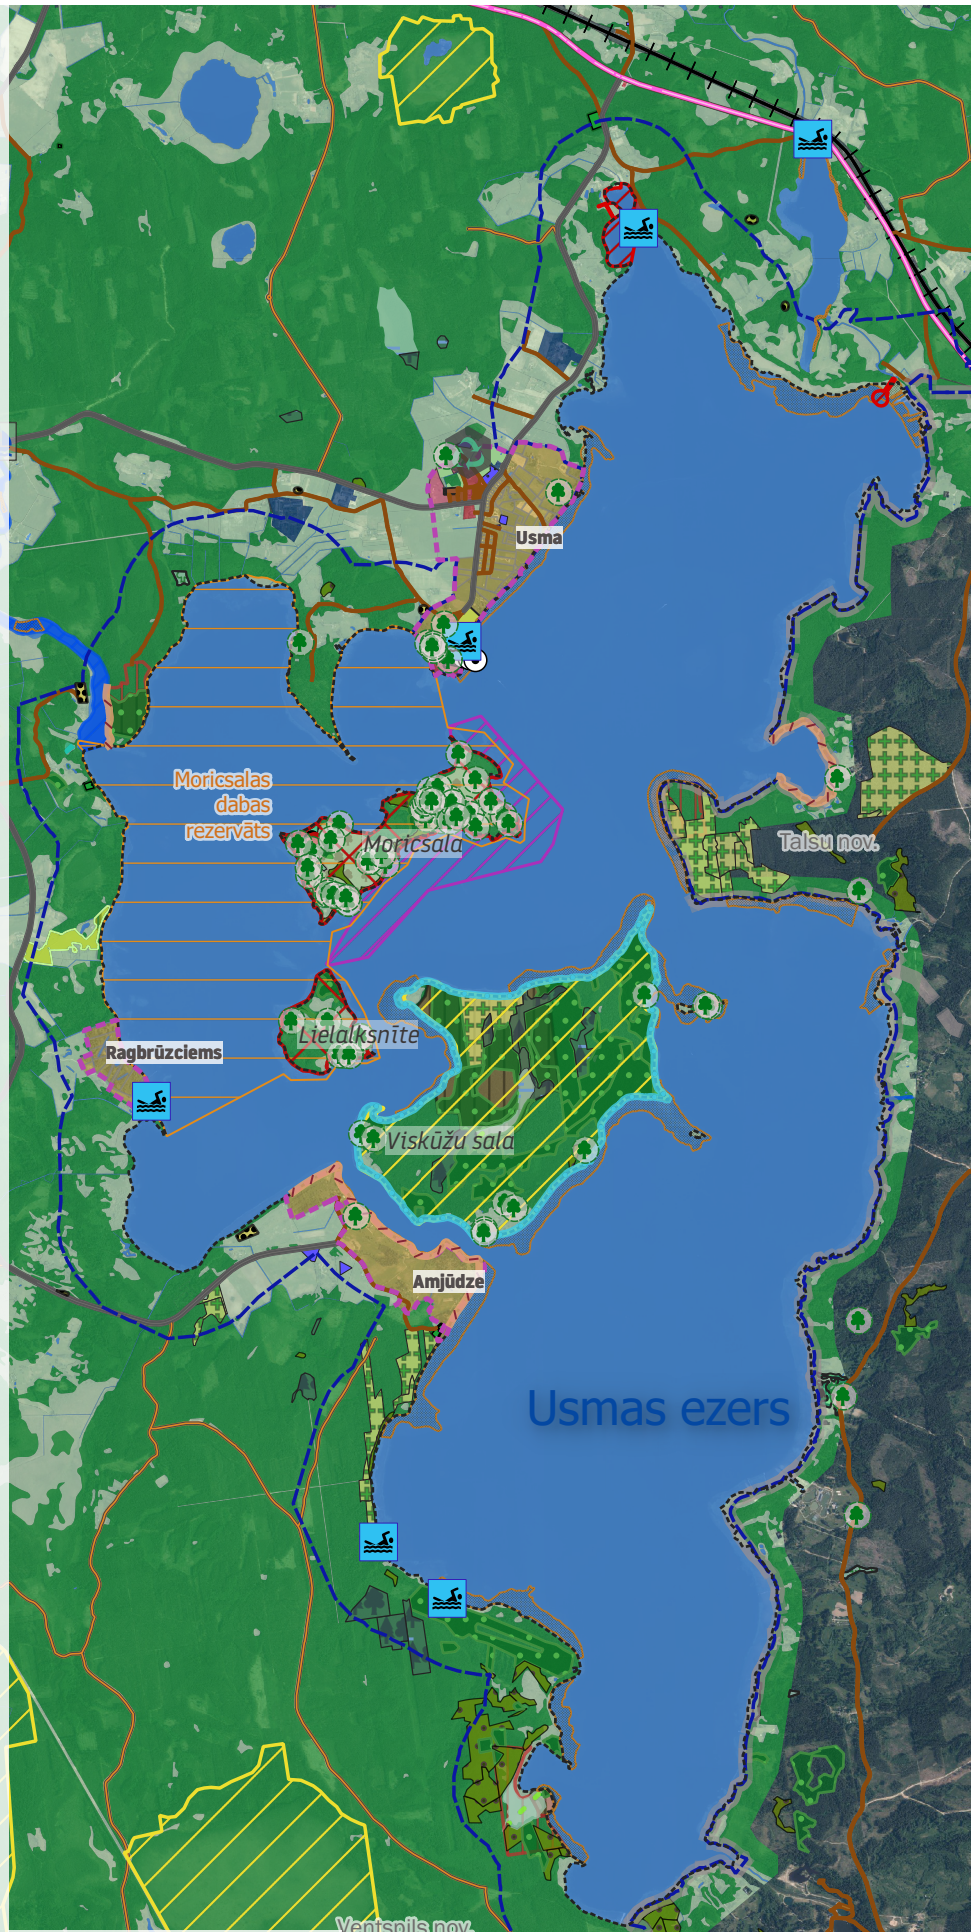 Usma
Moricsalas
dabas
rezervāts
Moricsala
Talsu nov.
Lielalksnīte
Ragbrūzciems
Viskūžu sala
Amjūdze
Usmas ezers
Ventspils nov.